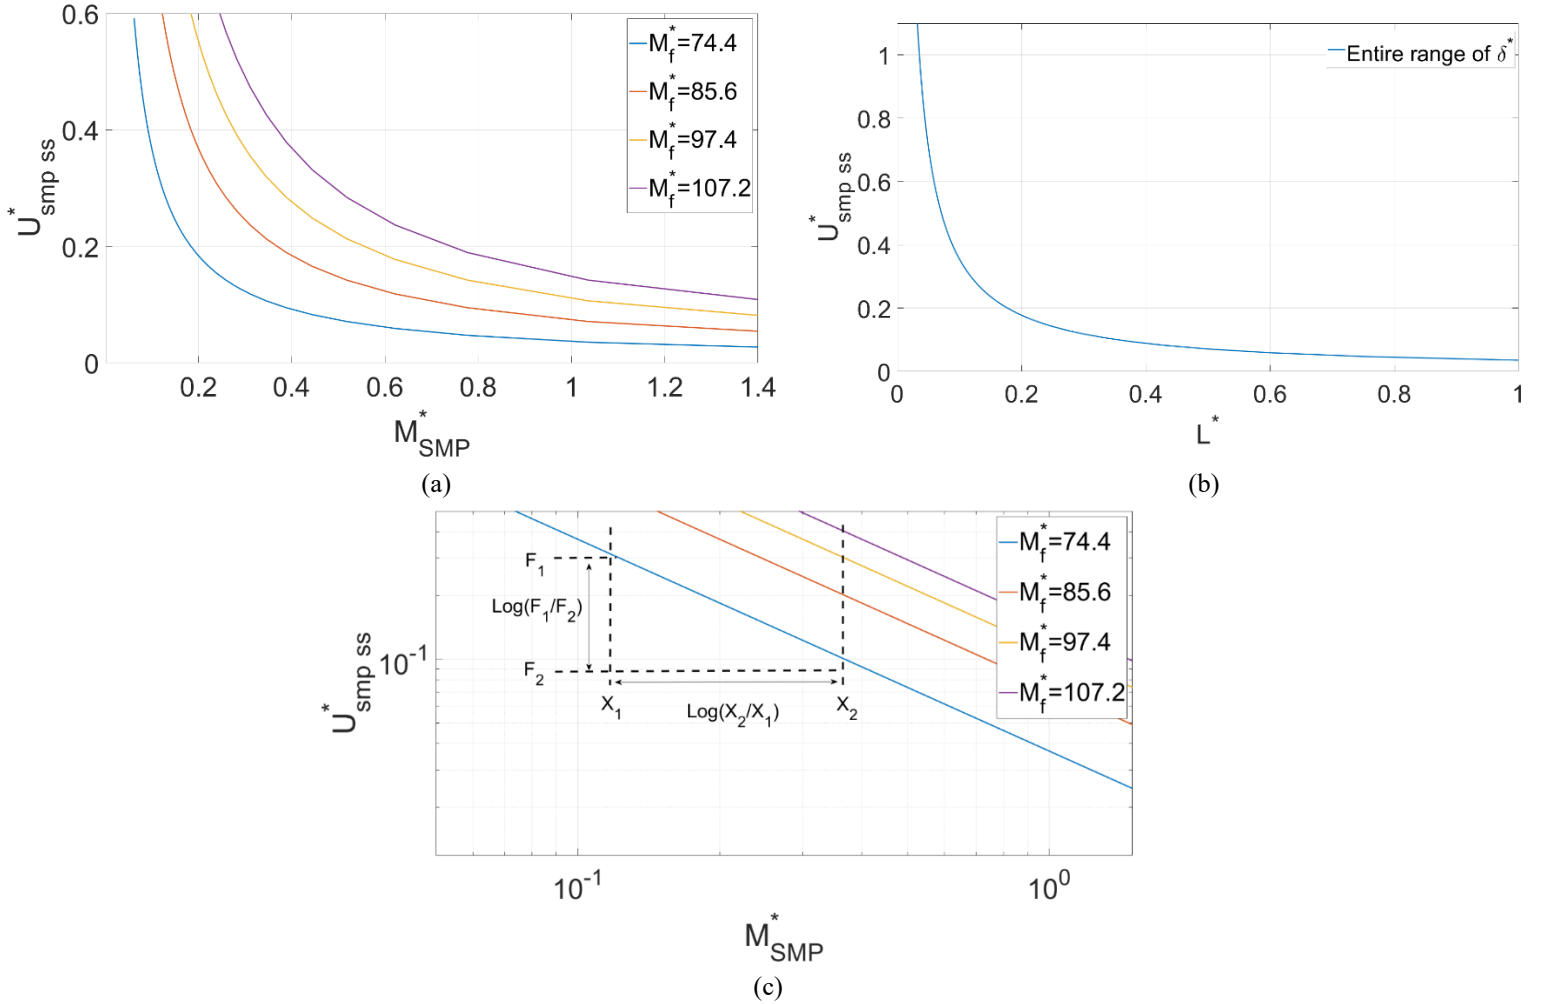 0.6
0.4
0.2
0
0.2 0.4 0.6 0.8 1 1.2 1.4
U*smp ss
M*SMP
M*f=74.4
M*f=85.6
M*f=97.4
M*f=107.2
(a)
1
0.8
0.6
0.4
0.2
0
0 0.2 0.4 0.6 0.8 1
U*smp ss
L*
Entire range of δ*
(b)
10-1
10-1 100
U*smp ss
M*SMP
F1
Log(F1/F2)
F2
X1
Log(X2/X1)
X2
M*f=74.4
M*f=85.6
M*f=97.4
M*f=107.2
(c)